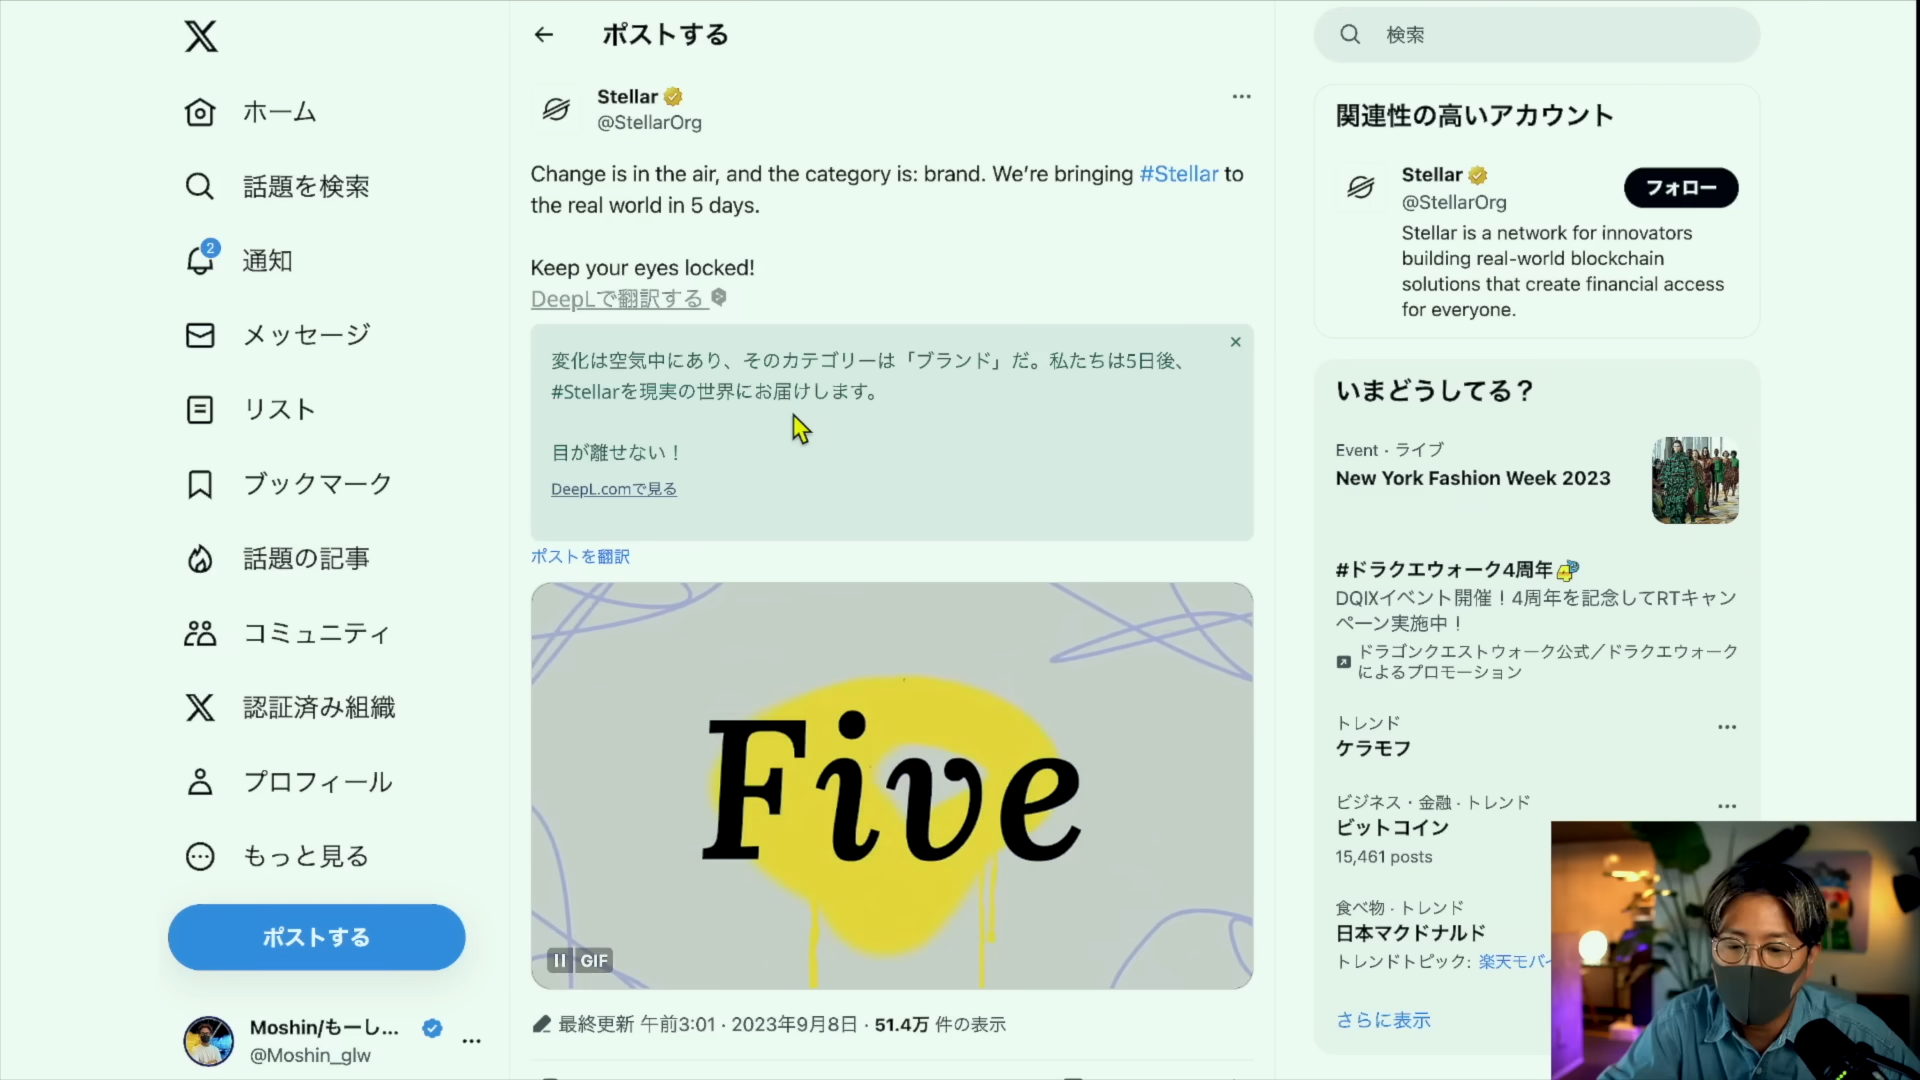 ホーム
話題を検索
2
通知
メッセージ
リスト
ブックマーク
話題の記事
コミュニティ
認証済み組織
プロフィール
もっと見る
ポストする
Moshin/もーし...
@Moshin_glw
ポストする
Stellar
@StellarOrg
Change is in the air, and the category is: brand. We’re bringing #Stellar to
the real world in 5 days.
Keep your eyes locked!
DeepLで翻訳する
変化は空気中にあり、そのカテゴリーは「ブランド」だ。私たちは5日後、
#Stellarを現実の世界にお届けします。
目が離せない！
DeepL.comで見る
ポストを翻訳
Five
GIF
最終更新 午前3:01 · 2023年9月8日 · 51.4万 件の表示
検索
関連性の高いアカウント
Stellar
@StellarOrg
フォロー
Stellar is a network for innovators
building real-world blockchain
solutions that create financial access
for everyone.
いまどうしてる？
Event · ライブ
New York Fashion Week 2023
#ドラクエウォーク4周年
DQIXイベント開催！4周年を記念してRTキャン
ペーン実施中！
ドラゴンクエストウォーク公式／ドラクエウォーク
によるプロモーション
トレンド
ケラモフ
ビジネス・金融 · トレンド
ビットコイン
15,461 posts
食べ物 · トレンド
日本マクドナルド
トレンドトピック: 楽天モバイ
さらに表示